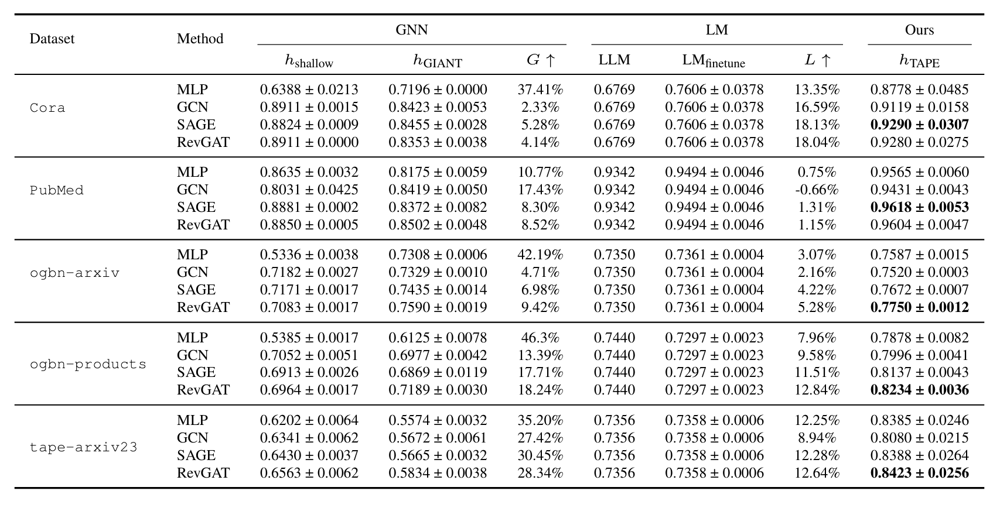 Dataset Method GNN LM Ours
h_shallow h_GIANT G ↑ LLM LM_finetune L ↑ h_TAPE
Cora
MLP 0.6388 ± 0.0213 0.7196 ± 0.0000 37.41% 0.6769 0.7606 ± 0.0378 13.35% 0.8778 ± 0.0485
GCN 0.8911 ± 0.0015 0.8423 ± 0.0053 2.33% 0.6769 0.7606 ± 0.0378 16.59% 0.9119 ± 0.0158
SAGE 0.8824 ± 0.0009 0.8455 ± 0.0028 5.28% 0.6769 0.7606 ± 0.0378 18.13% 0.9290 ± 0.0307
RevGAT 0.8911 ± 0.0000 0.8353 ± 0.0038 4.14% 0.6769 0.7606 ± 0.0378 18.04% 0.9280 ± 0.0275
PubMed
MLP 0.8635 ± 0.0032 0.8175 ± 0.0059 10.77% 0.9342 0.9494 ± 0.0046 0.75% 0.9565 ± 0.0060
GCN 0.8031 ± 0.0425 0.8419 ± 0.0050 17.43% 0.9342 0.9494 ± 0.0046 -0.66% 0.9431 ± 0.0043
SAGE 0.8881 ± 0.0002 0.8372 ± 0.0082 8.30% 0.9342 0.9494 ± 0.0046 1.31% 0.9618 ± 0.0053
RevGAT 0.8850 ± 0.0005 0.8502 ± 0.0048 8.52% 0.9342 0.9494 ± 0.0046 1.15% 0.9604 ± 0.0047
ogbn-arxiv
MLP 0.5336 ± 0.0038 0.7308 ± 0.0006 42.19% 0.7350 0.7361 ± 0.0004 3.07% 0.7587 ± 0.0015
GCN 0.7182 ± 0.0027 0.7329 ± 0.0010 4.71% 0.7350 0.7361 ± 0.0004 2.16% 0.7520 ± 0.0003
SAGE 0.7171 ± 0.0017 0.7435 ± 0.0014 6.98% 0.7350 0.7361 ± 0.0004 4.22% 0.7672 ± 0.0007
RevGAT 0.7083 ± 0.0017 0.7590 ± 0.0019 9.42% 0.7350 0.7361 ± 0.0004 5.28% 0.7750 ± 0.0012
ogbn-products
MLP 0.5385 ± 0.0017 0.6125 ± 0.0078 46.3% 0.7440 0.7297 ± 0.0023 7.96% 0.7878 ± 0.0082
GCN 0.7052 ± 0.0051 0.6977 ± 0.0042 13.39% 0.7440 0.7297 ± 0.0023 9.58% 0.7996 ± 0.0041
SAGE 0.6913 ± 0.0026 0.6869 ± 0.0119 17.71% 0.7440 0.7297 ± 0.0023 11.51% 0.8137 ± 0.0043
RevGAT 0.6964 ± 0.0017 0.7189 ± 0.0030 18.24% 0.7440 0.7297 ± 0.0023 12.84% 0.8234 ± 0.0036
tape-arxiv23
MLP 0.6202 ± 0.0064 0.5574 ± 0.0032 35.20% 0.7356 0.7358 ± 0.0006 12.25% 0.8385 ± 0.0246
GCN 0.6341 ± 0.0062 0.5672 ± 0.0061 27.42% 0.7356 0.7358 ± 0.0006 8.94% 0.8080 ± 0.0215
SAGE 0.6430 ± 0.0037 0.5665 ± 0.0032 30.45% 0.7356 0.7358 ± 0.0006 12.28% 0.8388 ± 0.0264
RevGAT 0.6563 ± 0.0062 0.5834 ± 0.0038 28.34% 0.7356 0.7358 ± 0.0006 12.64% 0.8423 ± 0.0256